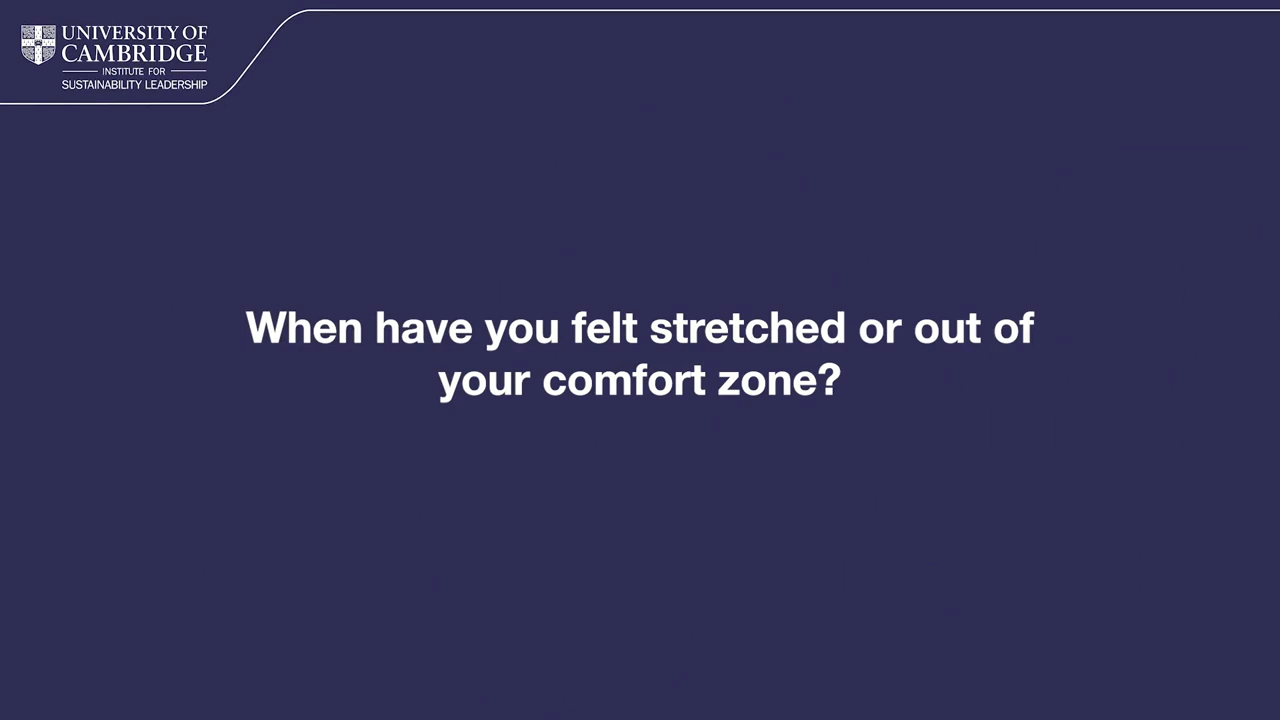 UNIVERSITY OF
CAMBRIDGE
INSTITUTE FOR
SUSTAINABILITY LEADERSHIP
When have you felt stretched or out of
your comfort zone?